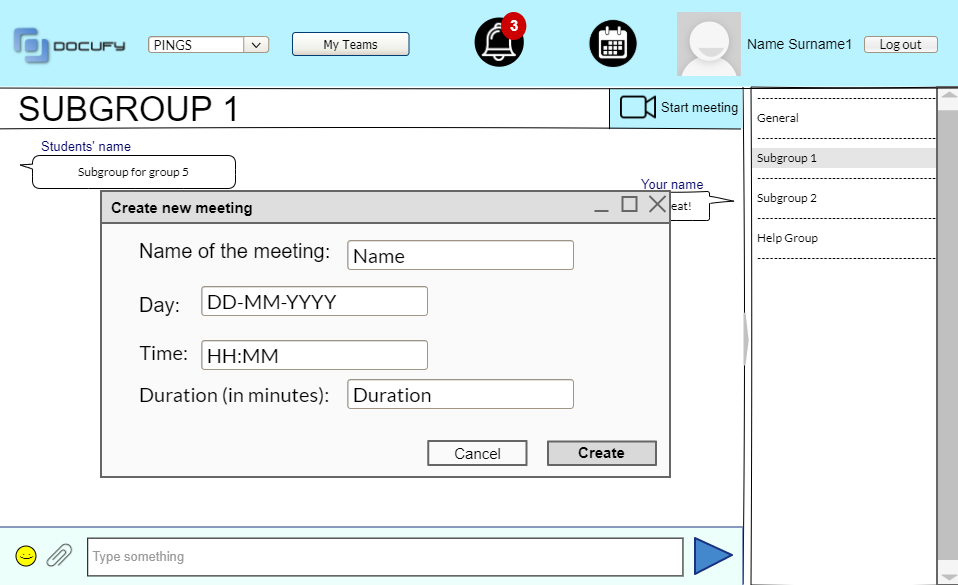 DOCUFY
PINGS
My Teams
3
Name Surname1
Log out
SUBGROUP 1
Start meeting
Students' name
Subgroup for group 5
Your name
eat!
Create new meeting
Name of the meeting:
Name
Day:
DD-MM-YYYY
Time:
HH:MM
Duration (in minutes):
Duration
Cancel
Create
Type something
General
Subgroup 1
Subgroup 2
Help Group